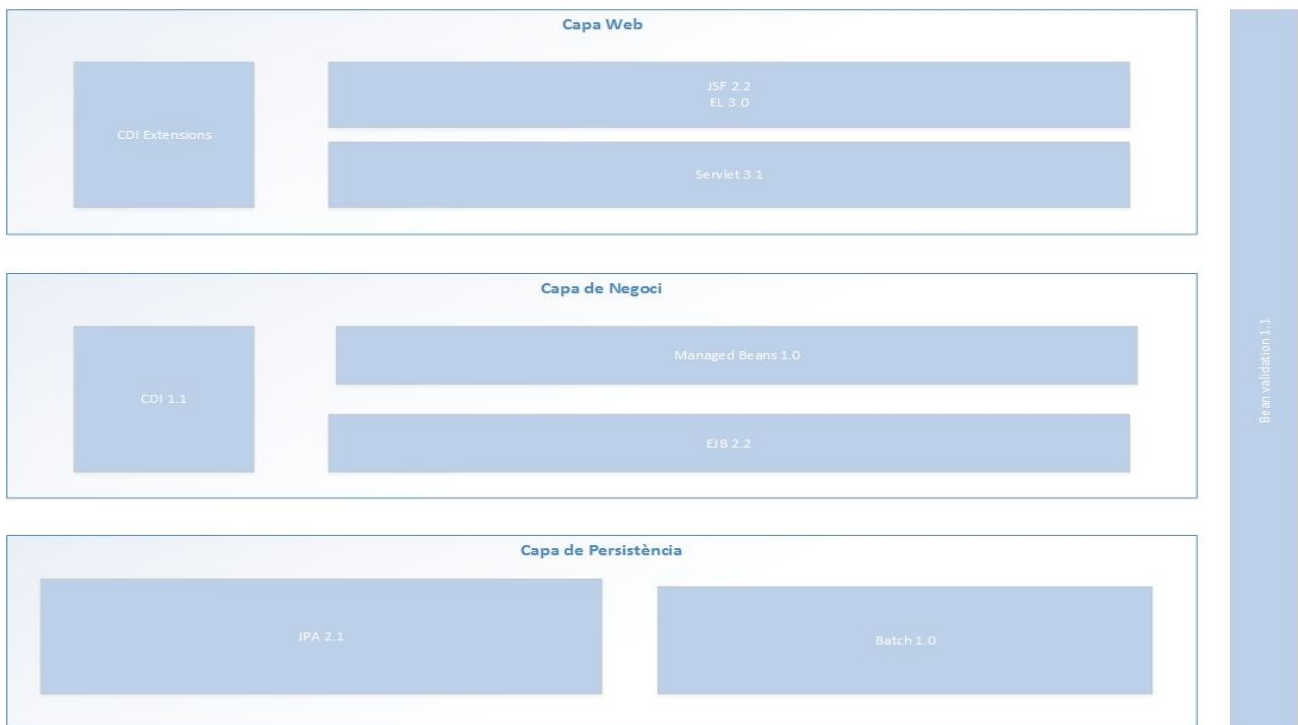 Capa Web
CDI Extensions
JSF 2.2
EL 3.0
Servlet 3.1
Capa de Negoci
CDI 1.1
Managed Beans 1.0
EJB 2.2
Capa de Persistència
JPA 2.1
Batch 1.0
Bean validation 1.1